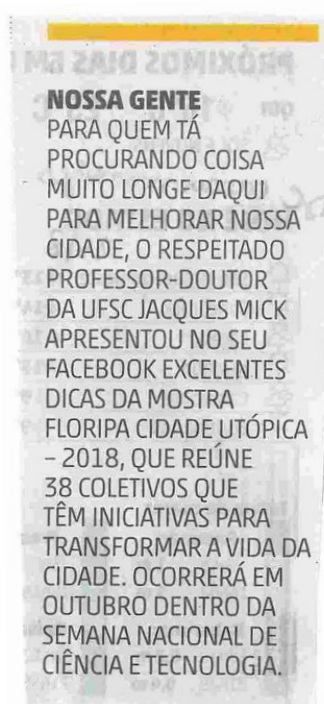 NOSSA GENTE
PARA QUEM TÁ
PROCURANDO COISA
MUITO LONGE DAQUI
PARA MELHORAR NOSSA
CIDADE, O RESPEITADO
PROFESSOR-DOUTOR
DA UFSC JACQUES MICK
APRESENTOU NO SEU
FACEBOOK EXCELENTES
DICAS DA MOSTRA
FLORIPA CIDADE UTÓPICA
– 2018, QUE REÚNE
38 COLETIVOS QUE
TÊM INICIATIVAS PARA
TRANSFORMAR A VIDA DA
CIDADE. OCORRERÁ EM
OUTUBRO DENTRO DA
SEMANA NACIONAL DE
CIÊNCIA E TECNOLOGIA.